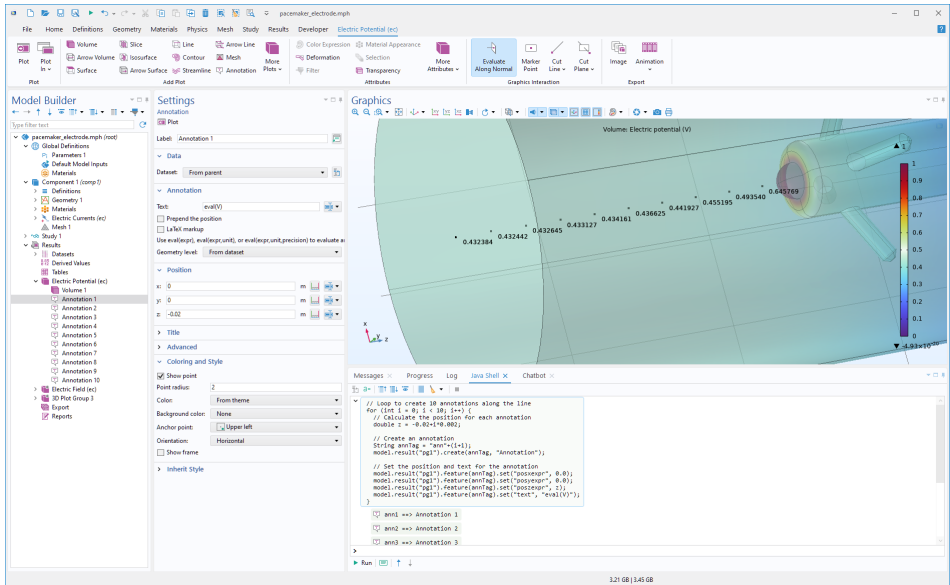 pacemaker_electrode.mph
File Home Definitions Geometry Materials Physics Mesh Study Results Developer Electric Potential (ec)
Plot
Plot In
Volume
Arrow Volume
Surface
Slice
Isosurface
Arrow Surface
Line
Contour
Streamline
Arrow Line
Mesh
Annotation
More Plots
Color Expression
Deformation
Filter
Material Appearance
Selection
Transparency
More Attributes
Evaluate Along Normal
Marker Point
Cut Line
Cut Plane
Image
Animation
Plot
Add Plot
Attributes
Graphics Interaction
Export
Model Builder
Type filter text
pacemaker_electrode.mph (root)
Global Definitions
Parameters 1
Default Model Inputs
Materials
Component 1 (comp1)
Definitions
Geometry 1
Materials
Electric Currents (ec)
Mesh 1
Study 1
Results
Datasets
Derived Values
Tables
Electric Potential (ec)
Volume 1
Annotation 1
Annotation 2
Annotation 3
Annotation 4
Annotation 5
Annotation 6
Annotation 7
Annotation 8
Annotation 9
Annotation 10
Electric Field (ec)
3D Plot Group 3
Export
Reports
Settings
Annotation
Plot
Label: Annotation 1
Data
Dataset: From parent
Annotation
Text: eval(V)
Prepend the position
LaTeX markup
Use eval(expr), eval(expr,unit), or eval(expr,unit,precision) to evaluate a
Geometry level: From dataset
Position
x: 0 m
y: 0 m
z: -0.02 m
Title
Advanced
Coloring and Style
Show point
Point radius: 2
Color: From theme
Background color: None
Anchor point: Upper left
Orientation: Horizontal
Show frame
Inherit Style
Graphics
Volume: Electric potential (V)
0.432384
0.432442
0.432645
0.433127
0.434161
0.436625
0.441927
0.455195
0.493540
0.645769
▲ 1
1
0.9
0.8
0.7
0.6
0.5
0.4
0.3
0.2
0.1
0
▼ -4.93×10⁻²⁰
x
y
z
Messages Progress Log Java Shell Chatbot
// Loop to create 10 annotations along the line
for (int i = 0; i < 10; i++) {
// Calculate the position for each annotation
double z = -0.02+i*0.002;
// Create an annotation
String annTag = "ann"+(i+1);
model.result("pg1").create(annTag, "Annotation");
// Set the position and text for the annotation
model.result("pg1").feature(annTag).set("posxexpr", 0.0);
model.result("pg1").feature(annTag).set("posyexpr", 0.0);
model.result("pg1").feature(annTag).set("poszexpr", z);
model.result("pg1").feature(annTag).set("text", "eval(V)");
}
ann1 ==> Annotation 1
ann2 ==> Annotation 2
ann3 ==> Annotation 3
>
Run
3.21 GB | 3.45 GB